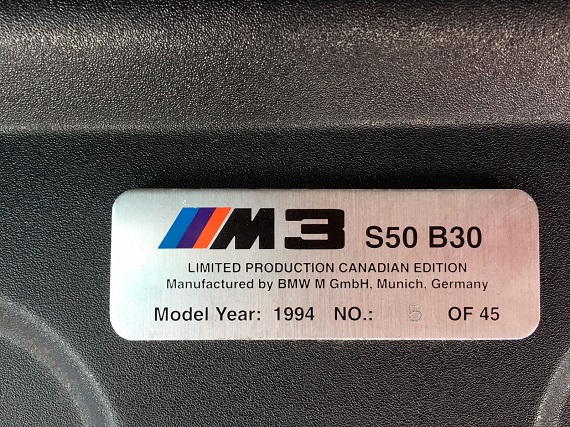 M3 S50 B30
LIMITED PRODUCTION CANADIAN EDITION
Manufactured by BMW M GmbH, Munich, Germany
Model Year: 1994 NO.: 5 OF 45